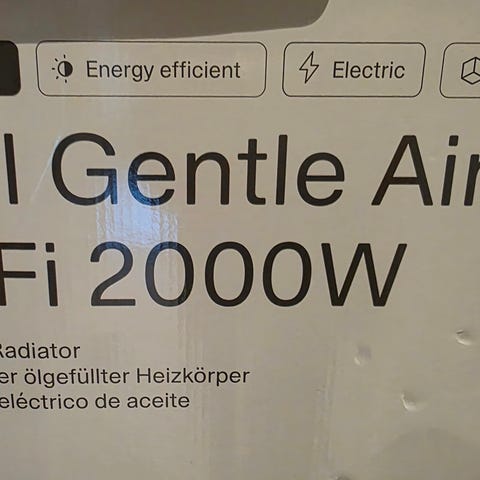 Energy efficient Electric
l Gentle Air
Fi 2000W
Radiator
er ölgefüllter Heizkörper
eléctrico de aceite